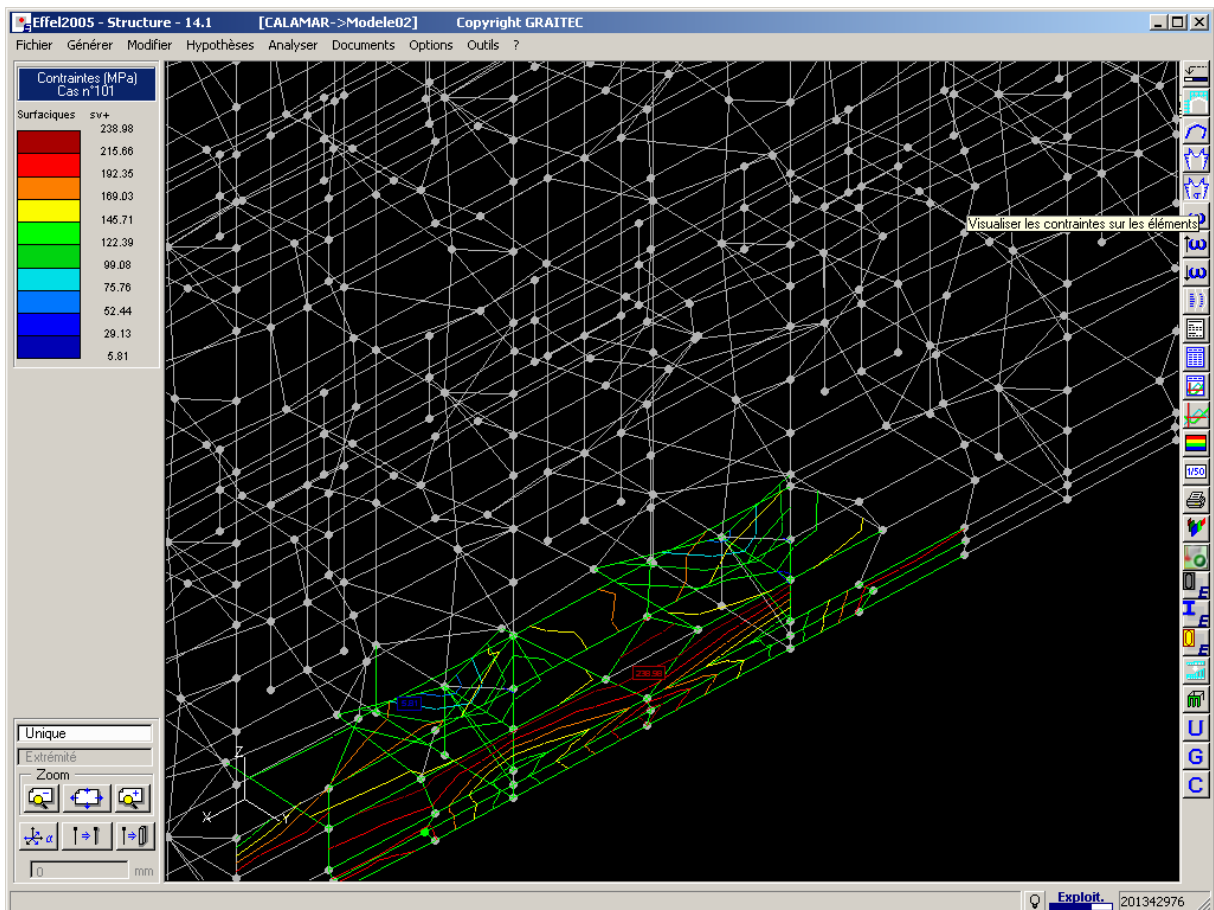 Effel2005 - Structure - 14.1 [CALAMAR->Modele02] Copyright GRAITEC
Fichier Générer Modifier Hypothèses Analyser Documents Options Outils ?
Contraintes (MPa)
Cas n°101
Surfaciques sv+
238.98
215.66
192.35
169.03
145.71
122.39
99.08
75.76
52.44
29.13
5.81
Visualiser les contraintes sur les éléments
1/50
E
E
E
U
G
C
238.98
5.81
Unique
Extrémité
Zoom
Z
X
Y
α
0 mm
Exploit. 201342976